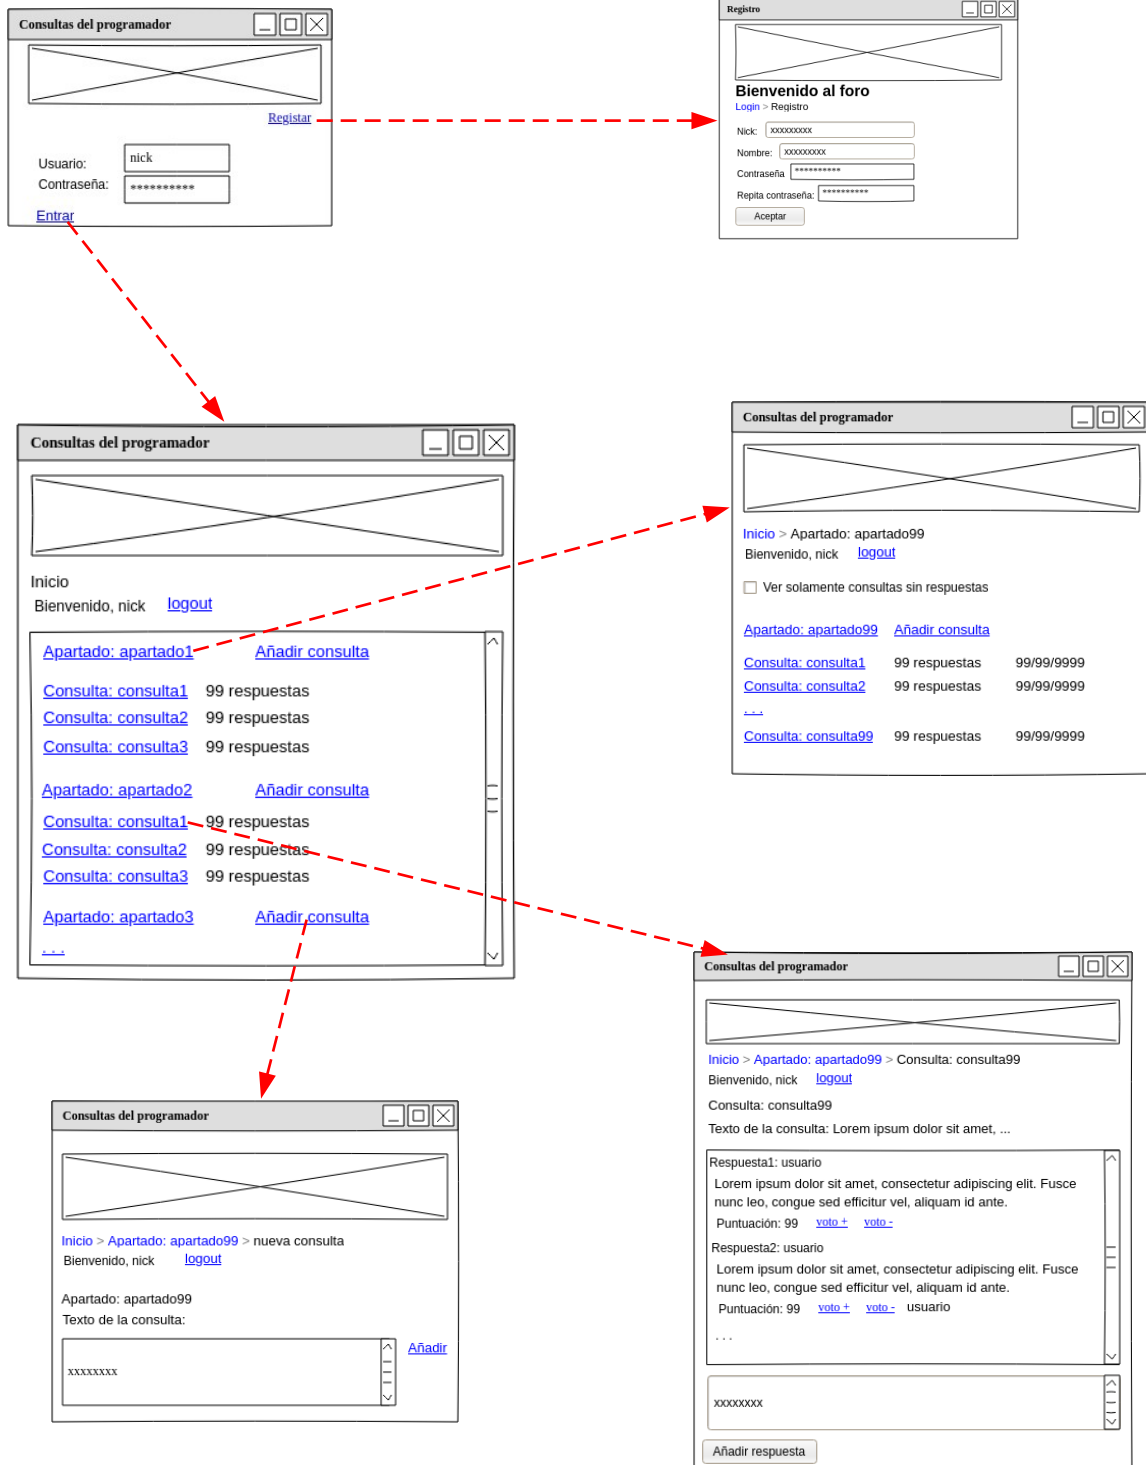 Consultas del programador
Registar
Usuario: nick
Contraseña: **********
Entrar
Registro
Bienvenido al foro
Login > Registro
Nick: xxxxxxxxx
Nombre: xxxxxxxxx
Contraseña **********
Repita contraseña: **********
Aceptar
Consultas del programador
Inicio
Bienvenido, nick logout
Apartado: apartado1 Añadir consulta
Consulta: consulta1 99 respuestas
Consulta: consulta2 99 respuestas
Consulta: consulta3 99 respuestas
Apartado: apartado2 Añadir consulta
Consulta: consulta1 99 respuestas
Consulta: consulta2 99 respuestas
Consulta: consulta3 99 respuestas
Apartado: apartado3 Añadir consulta
. . .
Consultas del programador
Inicio > Apartado: apartado99
Bienvenido, nick logout
Ver solamente consultas sin respuestas
Apartado: apartado99 Añadir consulta
Consulta: consulta1 99 respuestas 99/99/9999
Consulta: consulta2 99 respuestas 99/99/9999
. . .
Consulta: consulta99 99 respuestas 99/99/9999
Consultas del programador
Inicio > Apartado: apartado99 > nueva consulta
Bienvenido, nick logout
Apartado: apartado99
Texto de la consulta:
xxxxxxxx
Añadir
Consultas del programador
Inicio > Apartado: apartado99 > Consulta: consulta99
Bienvenido, nick logout
Consulta: consulta99
Texto de la consulta: Lorem ipsum dolor sit amet, ...
Respuesta1: usuario
Lorem ipsum dolor sit amet, consectetur adipiscing elit. Fusce
nunc leo, congue sed efficitur vel, aliquam id ante.
Puntuación: 99 voto + voto -
Respuesta2: usuario
Lorem ipsum dolor sit amet, consectetur adipiscing elit. Fusce
nunc leo, congue sed efficitur vel, aliquam id ante.
Puntuación: 99 voto + voto - usuario
. . .
xxxxxxxx
Añadir respuesta